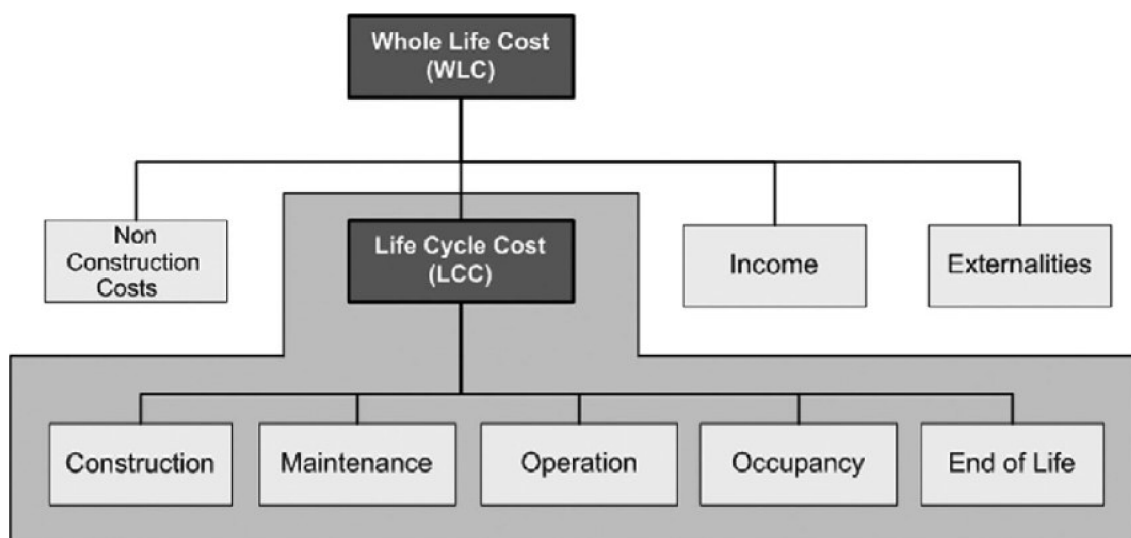 Whole Life Cost
(WLC)
Non
Construction
Costs
Life Cycle Cost
(LCC)
Income
Externalities
Construction
Maintenance
Operation
Occupancy
End of Life